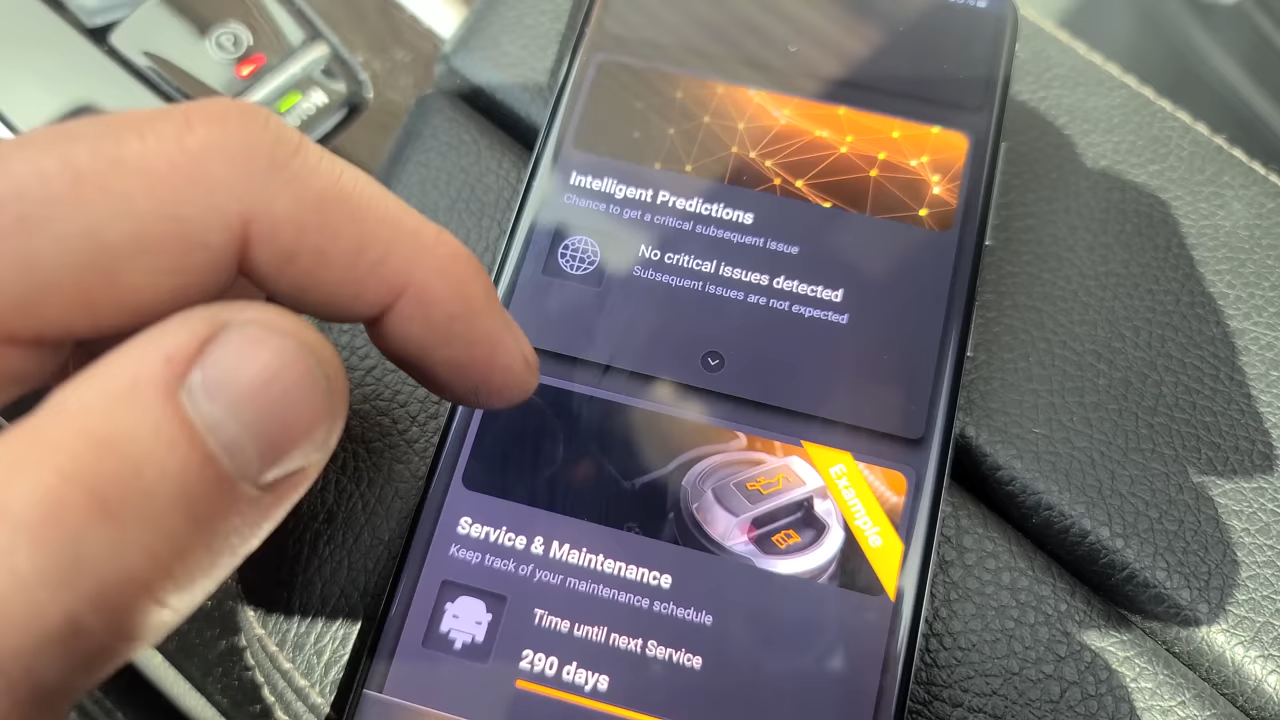 P
Intelligent Predictions
Chance to get a critical subsequent issue
No critical issues detected
Subsequent issues are not expected
Example
Service & Maintenance
Keep track of your maintenance schedule
Time until next Service
290 days